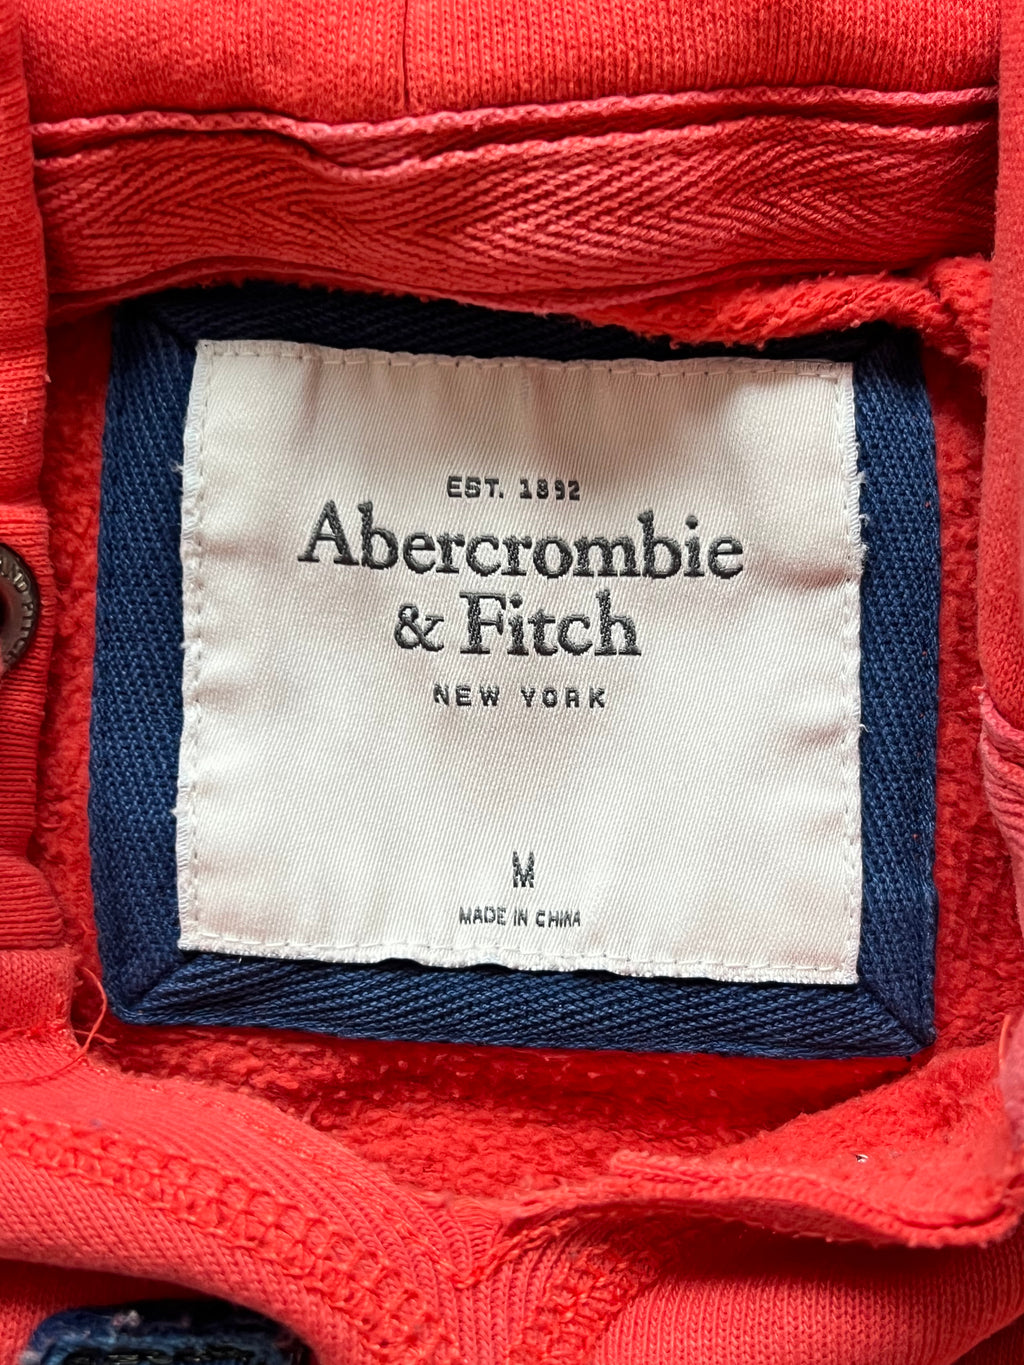 EST. 1892
Abercrombie
& Fitch
NEW YORK
M
MADE IN CHINA